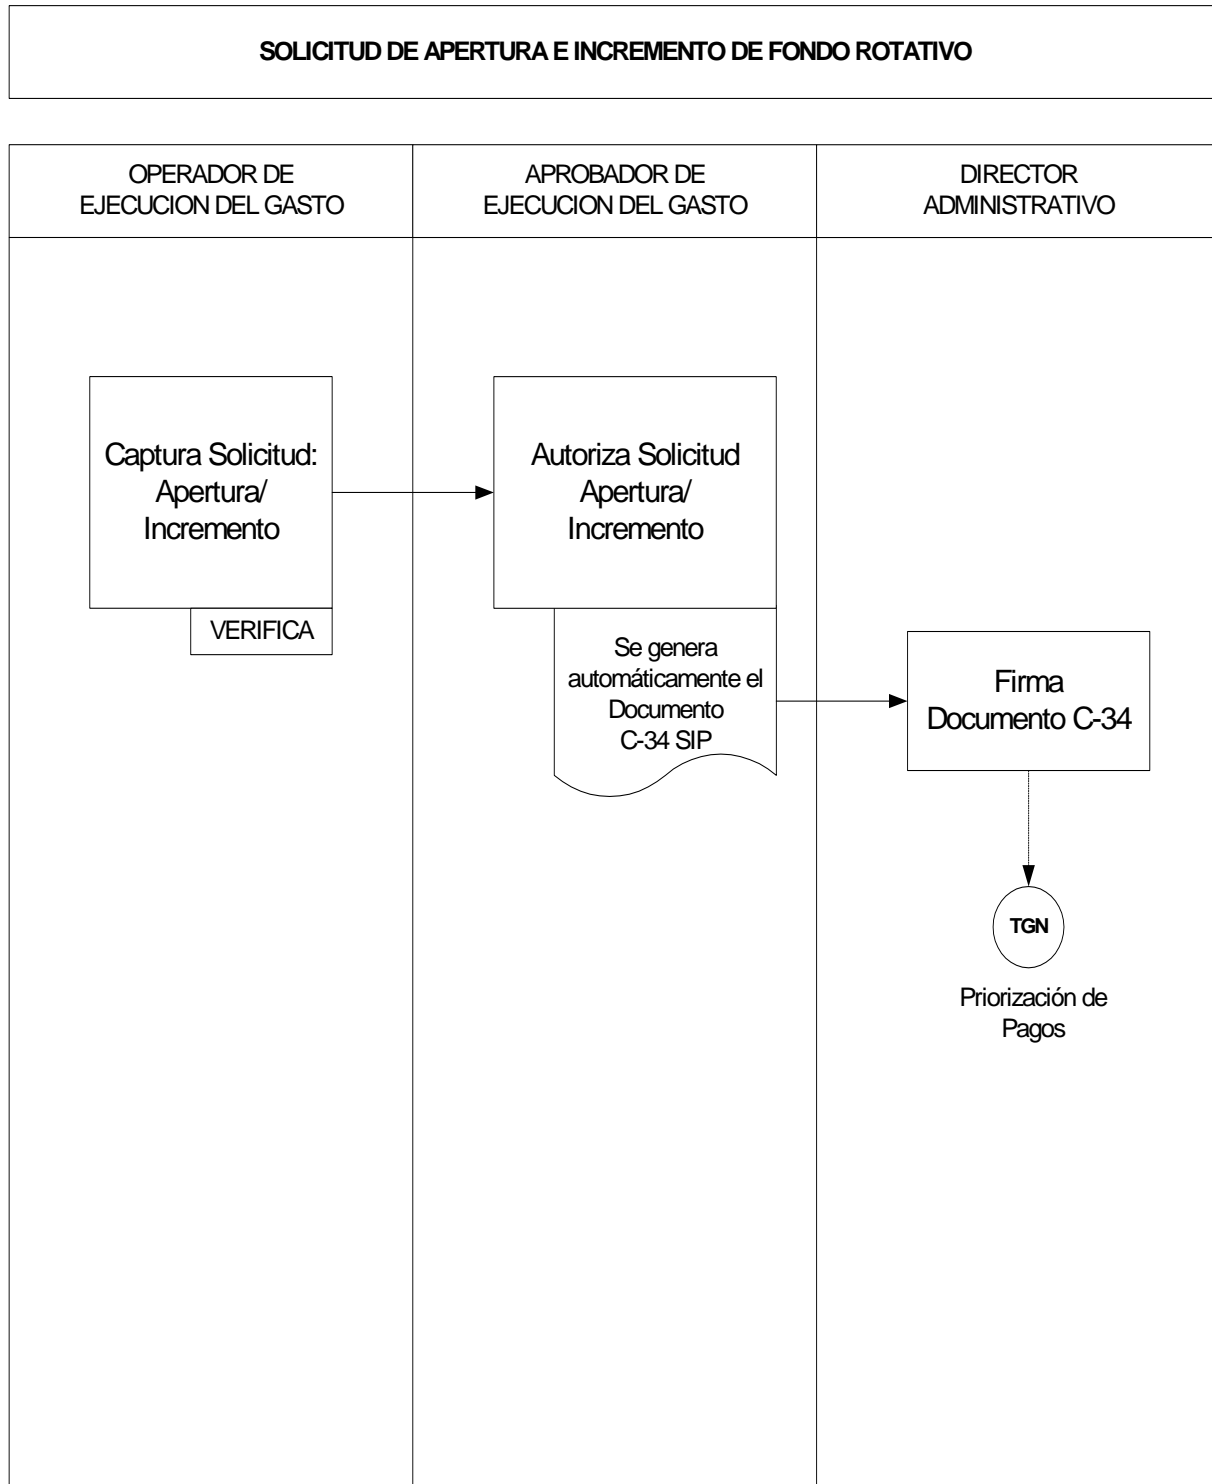 SOLICITUD DE APERTURA E INCREMENTO DE FONDO ROTATIVO
OPERADOR DE
EJECUCION DEL GASTO
APROBADOR DE
EJECUCION DEL GASTO
DIRECTOR
ADMINISTRATIVO
Captura Solicitud:
Apertura/
Incremento
VERIFICA
Autoriza Solicitud
Apertura/
Incremento
Se genera
automáticamente el
Documento
C-34 SIP
Firma
Documento C-34
TGN
Priorización de
Pagos